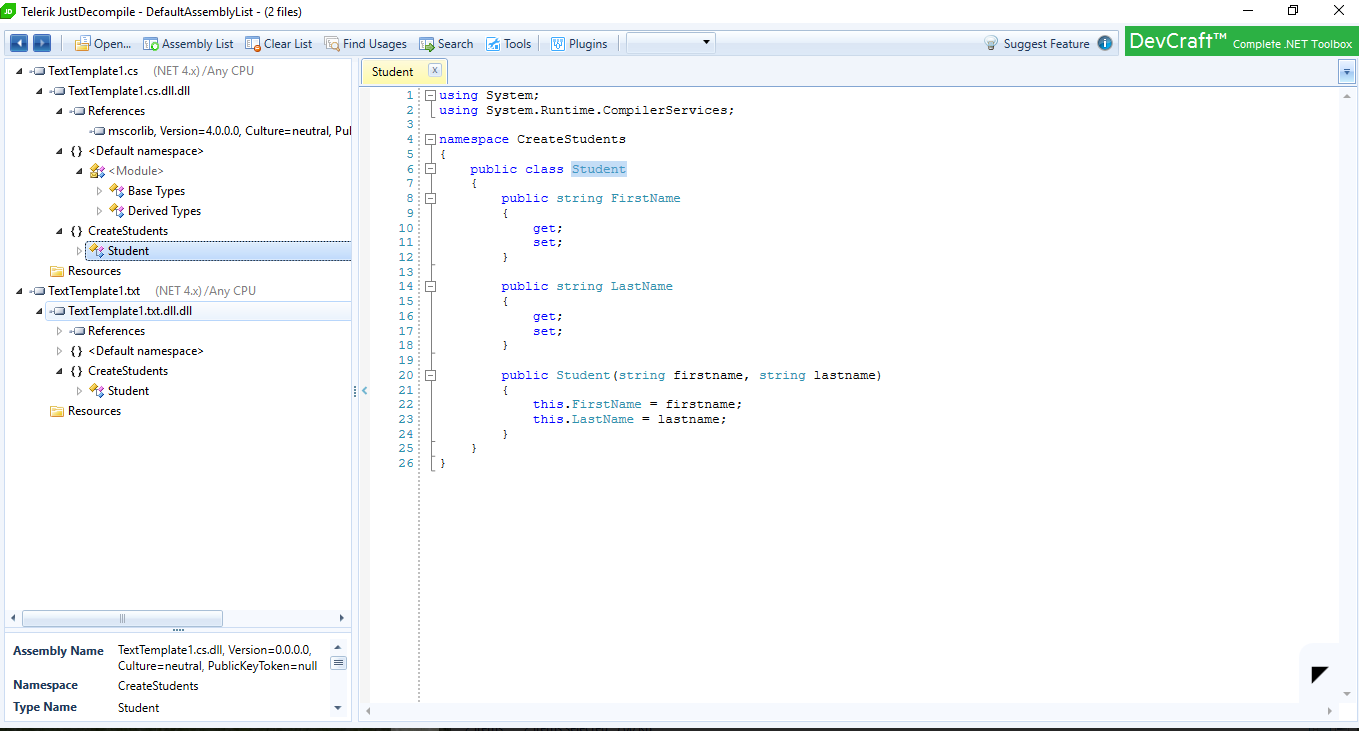 Telerik JustDecompile - DefaultAssemblyList - (2 files)
Open... Assembly List Clear List Find Usages Search Tools Plugins Suggest Feature
DevCraft™ Complete .NET Toolbox
TextTemplate1.cs (NET 4.x) /Any CPU
TextTemplate1.cs.dll.dll
References
mscorlib, Version=4.0.0.0, Culture=neutral, Pul
{} <Default namespace>
<Module>
Base Types
Derived Types
{} CreateStudents
Student
Resources
TextTemplate1.txt (NET 4.x) /Any CPU
TextTemplate1.txt.dll.dll
References
{} <Default namespace>
{} CreateStudents
Student
Resources
Assembly Name TextTemplate1.cs.dll, Version=0.0.0.0,
Culture=neutral, PublicKeyToken=null
Namespace CreateStudents
Type Name Student
Student x
1 using System;
2 using System.Runtime.CompilerServices;
3
4 namespace CreateStudents
5 {
6 public class Student
7 {
8 public string FirstName
9 {
10 get;
11 set;
12 }
13
14 public string LastName
15 {
16 get;
17 set;
18 }
19
20 public Student(string firstname, string lastname)
21 {
22 this.FirstName = firstname;
23 this.LastName = lastname;
24 }
25 }
26 }